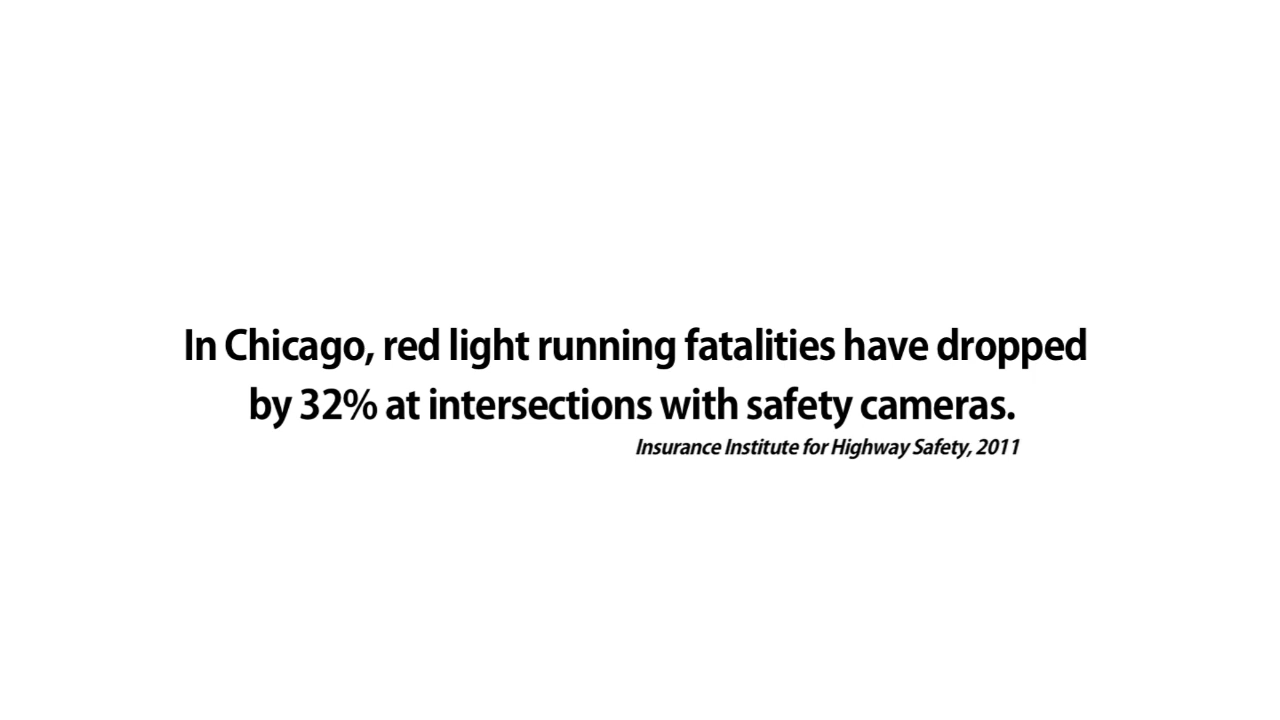 In Chicago, red light running fatalities have dropped
by 32% at intersections with safety cameras.
Insurance Institute for Highway Safety, 2011